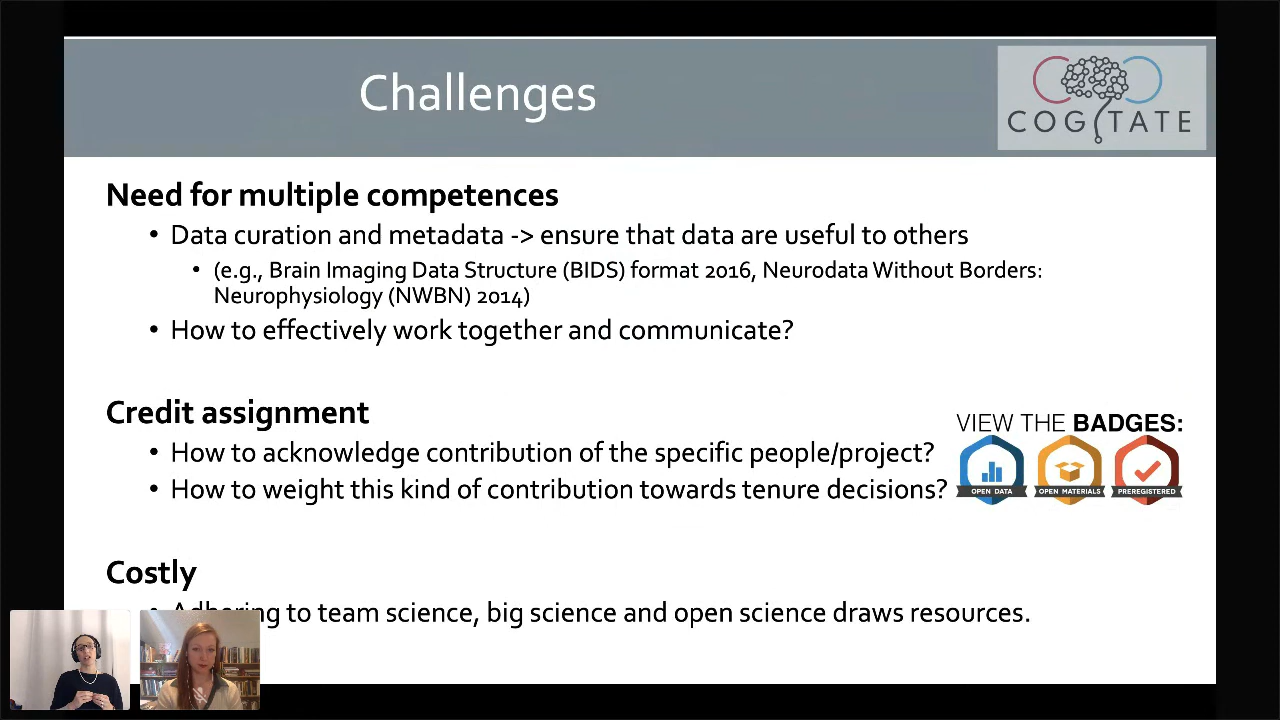 Challenges
COGITATE
Need for multiple competences
• Data curation and metadata -> ensure that data are useful to others
• (e.g., Brain Imaging Data Structure (BIDS) format 2016, Neurodata Without Borders:
Neurophysiology (NWBN) 2014)
• How to effectively work together and communicate?
Credit assignment
• How to acknowledge contribution of the specific people/project?
• How to weight this kind of contribution towards tenure decisions?
VIEW THE BADGES:
OPEN DATA
OPEN MATERIALS
PREREGISTERED
Costly
• Adhering to team science, big science and open science draws resources.